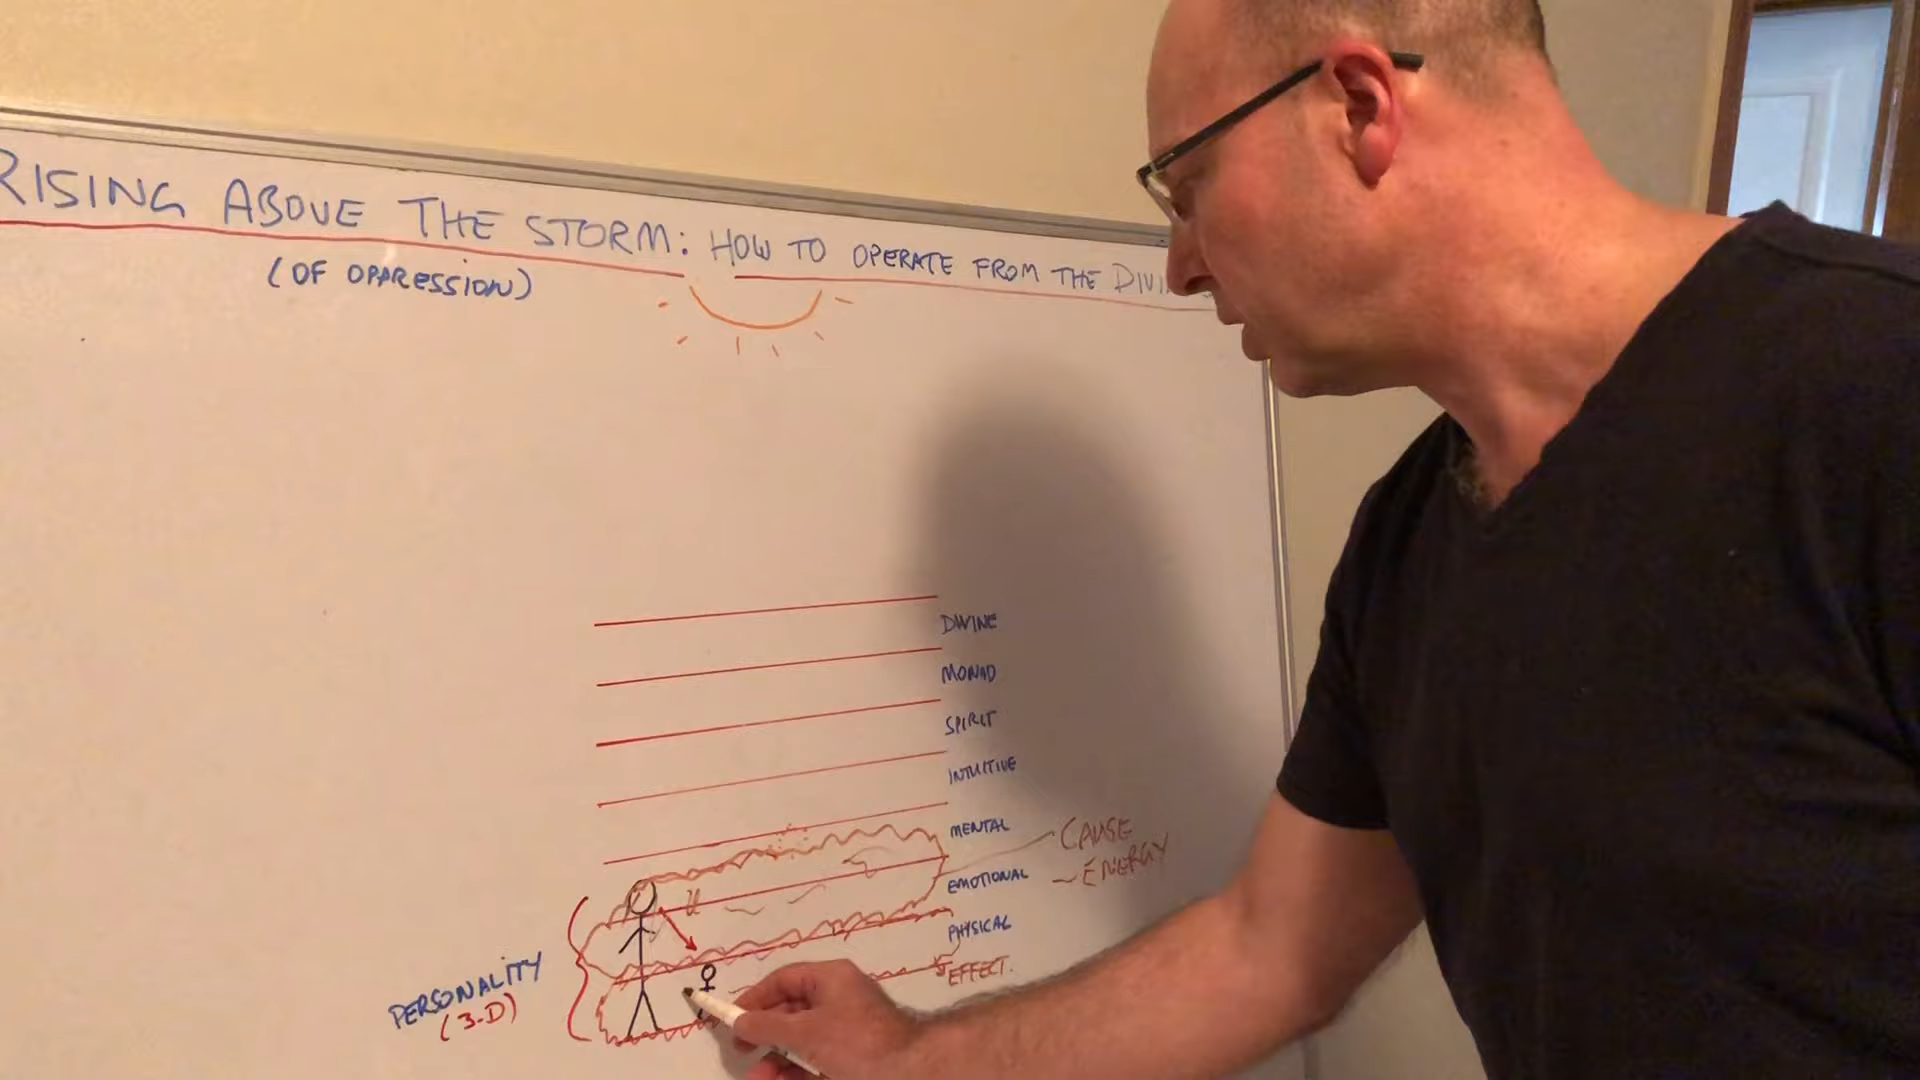 RISING ABOVE THE STORM: HOW TO OPERATE FROM THE
(OF OPPRESSION)
DIVINE
MONAD
SPIRIT
INTUITIVE
MENTAL
CAUSE
EMOTIONAL
ENERGY
PHYSICAL
EFFECT.
PERSONALITY
(3-D)